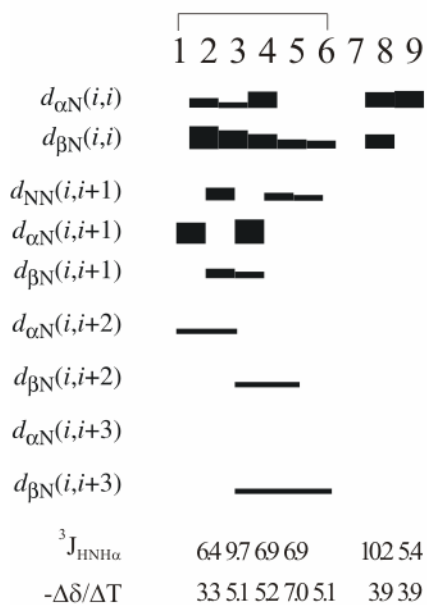 1 2 3 4 5 6 7 8 9
dαN(i,i)
dβN(i,i)
dNN(i,i+1)
dαN(i,i+1)
dβN(i,i+1)
dαN(i,i+2)
dβN(i,i+2)
dαN(i,i+3)
dβN(i,i+3)
³JHNHα 6.4 9.7 6.9 6.9 10.2 5.4
-Δδ/ΔT 3.3 5.1 5.2 7.0 5.1 3.9 3.9